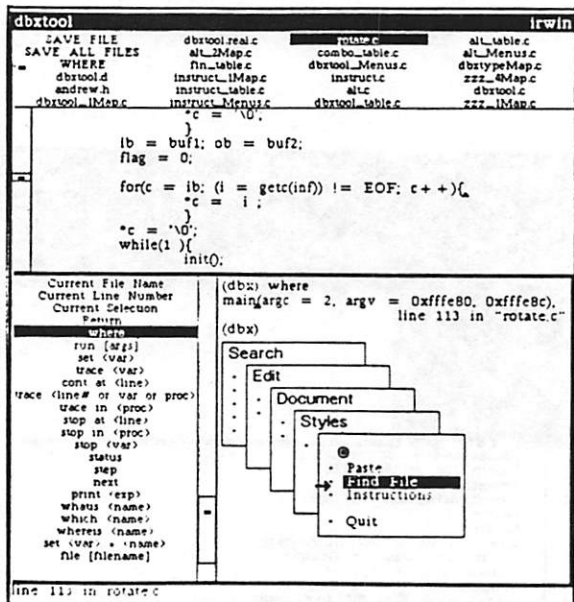 dbxtool irwin
SAVE FILE dbxtool.real.c rotate.c alt_table.c
SAVE ALL FILES alt_2Map.c combo_table.c alt_Menus.c
WHERE fin_table.c dbxtool_Menus.c dbxtypeMap.c
dbxtool.d instruct_1Map.c instruct.c zzz_4Map.c
andrew.h instruct_table.c alt.c dbxtool.c
dbxtool_1Map.c instruct_Menus.c dbxtool_table.c zzz_1Map.c
*c = '\0';
}
ib = buf1; ob = buf2;
flag = 0;
for(c = ib; (i = getc(inf)) != EOF; c++){
*c = i ;
}
*c = '\0';
while(1 ){
init();
Current File Name
Current Line Number
Current Selection
Return
where
run [args]
set <var>
trace <var>
cont at <line>
trace <line# or var or proc>
trace in <proc>
stop at <line>
stop in <proc>
stop <var>
status
step
next
print <exp>
whatis <name>
which <name>
whereis <name>
set <var> = <name>
file [filename]
(dbx) where
main(argc = 2, argv = 0xfffe80, 0xfffe8c),
line 113 in "rotate.c"
(dbx)
Search
Edit
Document
Styles
Paste
Find File
Instructions
Quit
line 113 in rotate.c